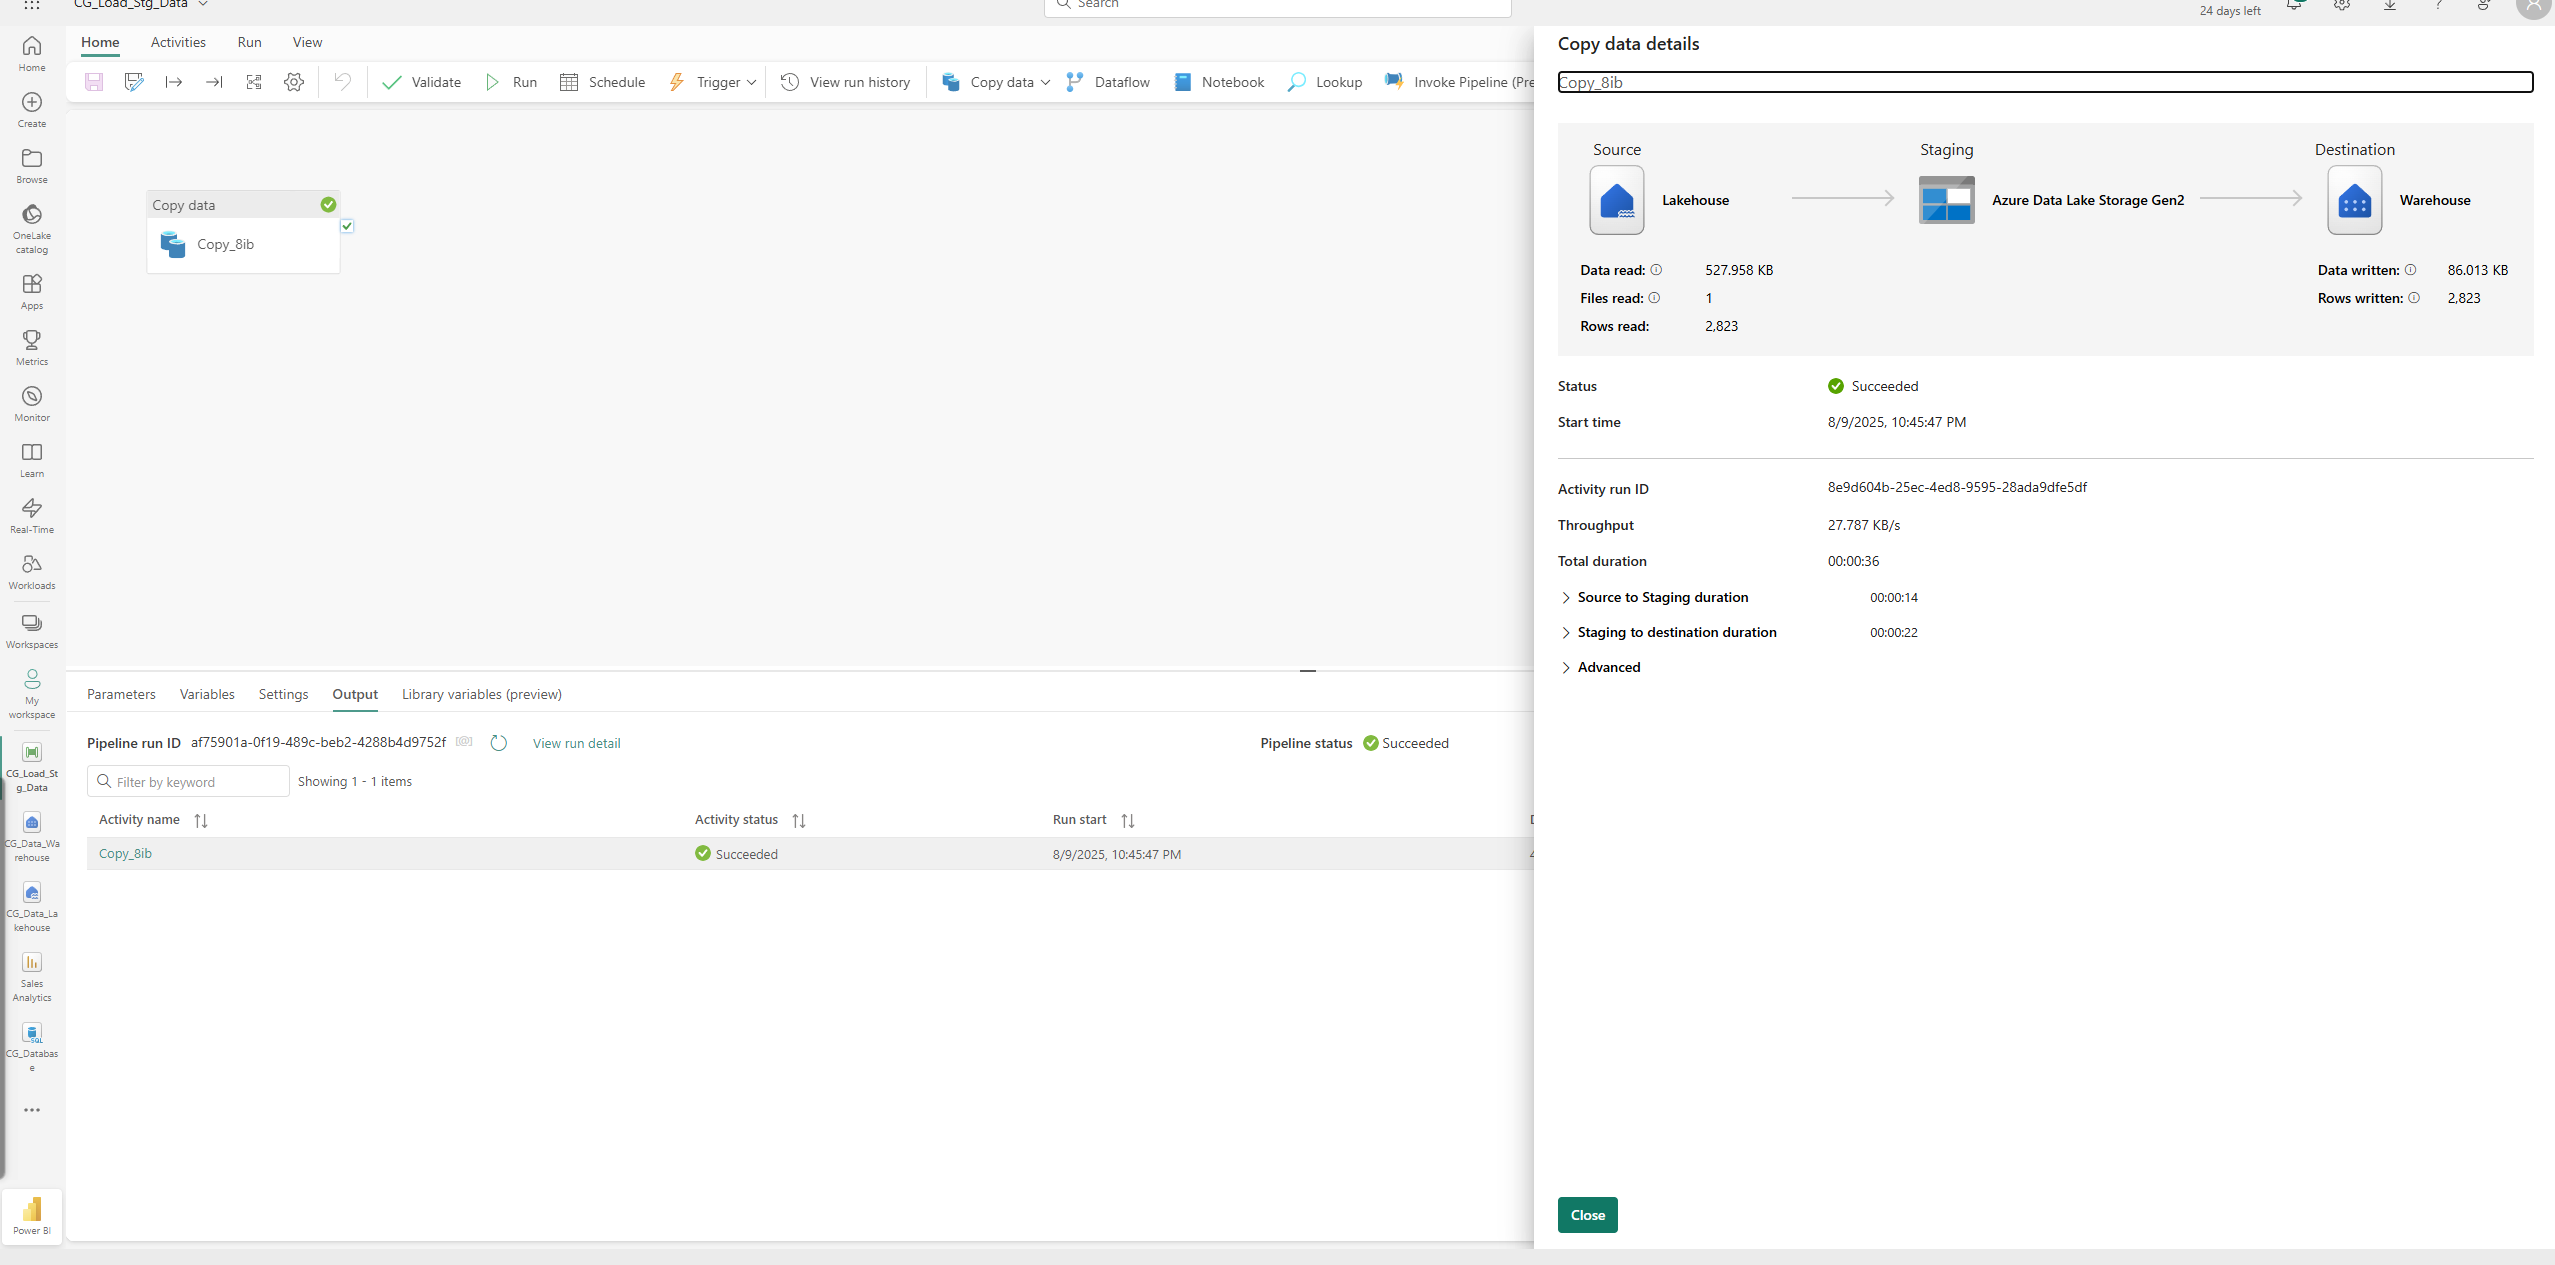 CG_Load_Stg_Data
Search
24 days left
Home
Create
Browse
OneLake
catalog
Apps
Metrics
Monitor
Learn
Real-Time
Workloads
Workspaces
My
workspace
CG_Load_St
g_Data
CG_Data_Wa
rehouse
CG_Data_La
kehouse
Sales
Analytics
CG_Databas
e
Power BI
Home Activities Run View
Validate Run Schedule Trigger View run history Copy data Dataflow Notebook Lookup Invoke Pipeline (Pre
Copy data
Copy_8ib
Parameters Variables Settings Output Library variables (preview)
Pipeline run ID af75901a-0f19-489c-beb2-4288b4d9752f View run detail Pipeline status Succeeded
Filter by keyword Showing 1 - 1 items
Activity name Activity status Run start
Copy_8ib Succeeded 8/9/2025, 10:45:47 PM
Copy data details
Copy_8ib
Source Staging Destination
Lakehouse Azure Data Lake Storage Gen2 Warehouse
Data read: 527.958 KB Data written: 86.013 KB
Files read: 1 Rows written: 2,823
Rows read: 2,823
Status Succeeded
Start time 8/9/2025, 10:45:47 PM
Activity run ID 8e9d604b-25ec-4ed8-9595-28ada9dfe5df
Throughput 27.787 KB/s
Total duration 00:00:36
Source to Staging duration 00:00:14
Staging to destination duration 00:00:22
Advanced
Close